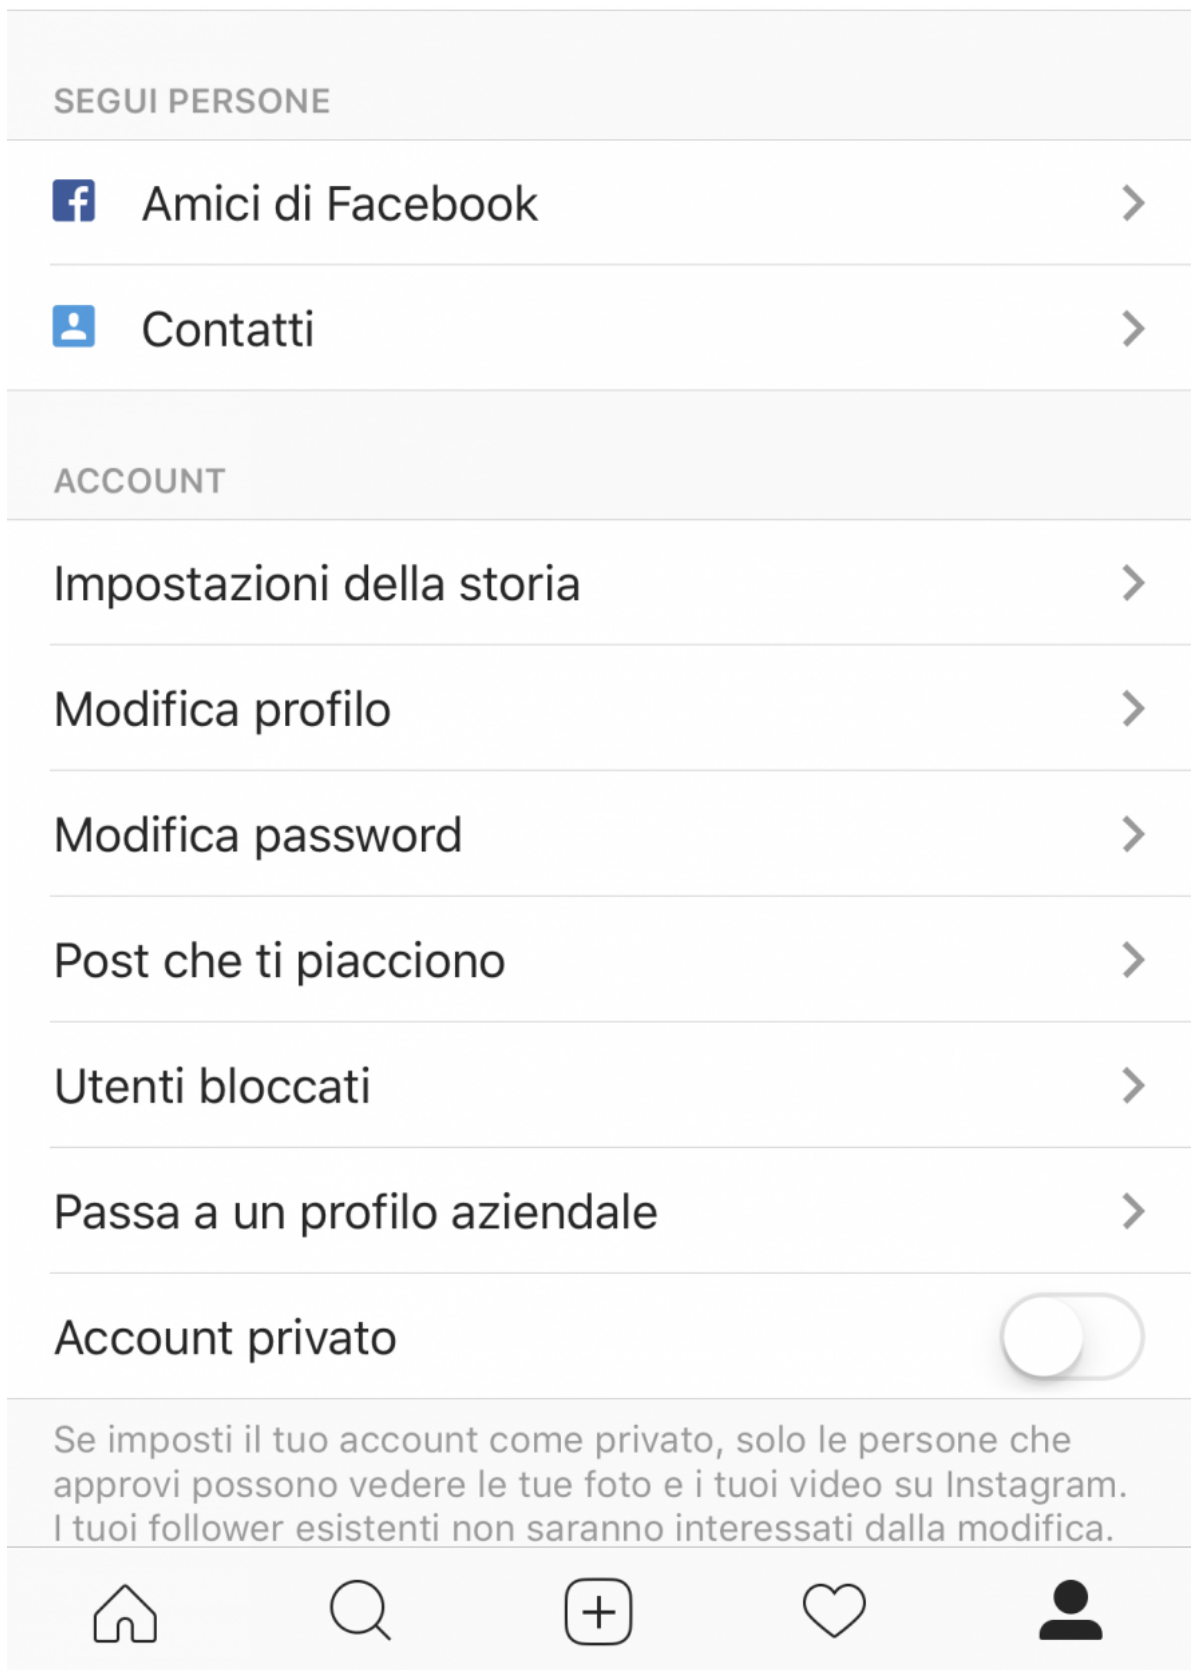 SEGUI PERSONE
Amici di Facebook
Contatti
ACCOUNT
Impostazioni della storia
Modifica profilo
Modifica password
Post che ti piacciono
Utenti bloccati
Passa a un profilo aziendale
Account privato
Se imposti il tuo account come privato, solo le persone che
approvi possono vedere le tue foto e i tuoi video su Instagram.
I tuoi follower esistenti non saranno interessati dalla modifica.